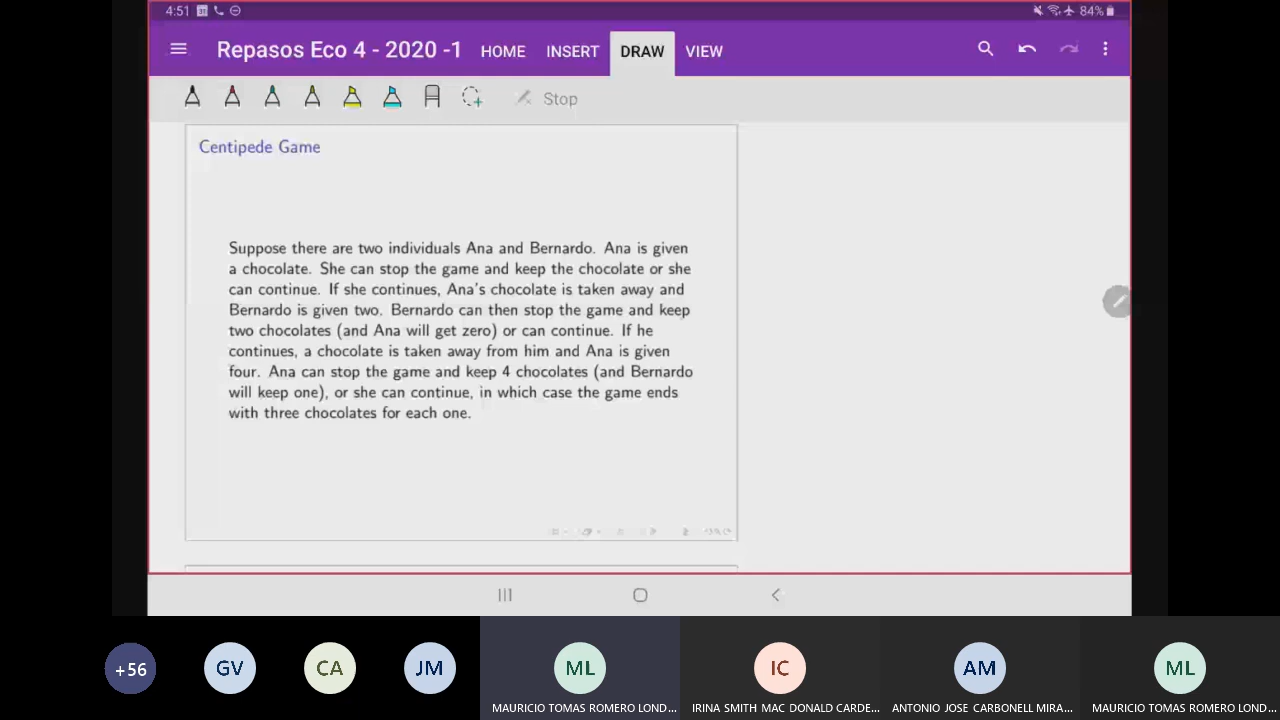 4:51
84%
Repasos Eco 4 - 2020 -1 HOME INSERT DRAW VIEW
Stop
Centipede Game
Suppose there are two individuals Ana and Bernardo. Ana is given
a chocolate. She can stop the game and keep the chocolate or she
can continue. If she continues, Ana's chocolate is taken away and
Bernardo is given two. Bernardo can then stop the game and keep
two chocolates (and Ana will get zero) or can continue. If he
continues, a chocolate is taken away from him and Ana is given
four. Ana can stop the game and keep 4 chocolates (and Bernardo
will keep one), or she can continue, in which case the game ends
with three chocolates for each one.
+56 GV CA JM ML IC AM ML
MAURICIO TOMAS ROMERO LOND... IRINA SMITH MAC DONALD CARDE... ANTONIO JOSE CARBONELL MIRA... MAURICIO TOMAS ROMERO LOND...